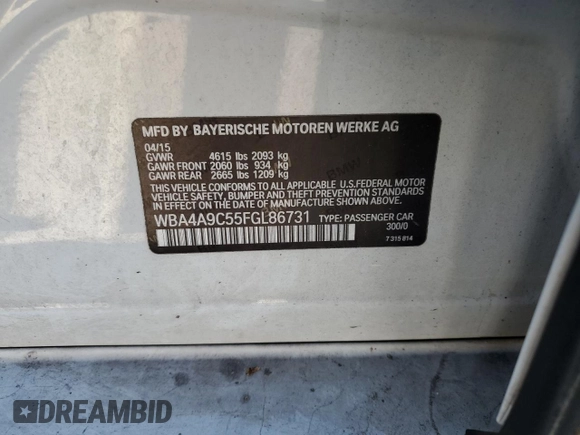 MFD BY BAYERISCHE MOTOREN WERKE AG
04/15
GVWR 4615 lbs 2093 kg
GAWR FRONT 2060 lbs 934 kg
GAWR REAR 2665 lbs 1209 kg
THIS VEHICLE CONFORMS TO ALL APPLICABLE U.S.FEDERAL MOTOR
VEHICLE SAFETY, BUMPER, AND THEFT PREVENTION STANDARDS
IN EFFECT ON THE DATE OF MANUFACTURE SHOWN ABOVE.
WBA4A9C55FGL86731 TYPE: PASSENGER CAR
300/0
7 315 814
DREAMBID